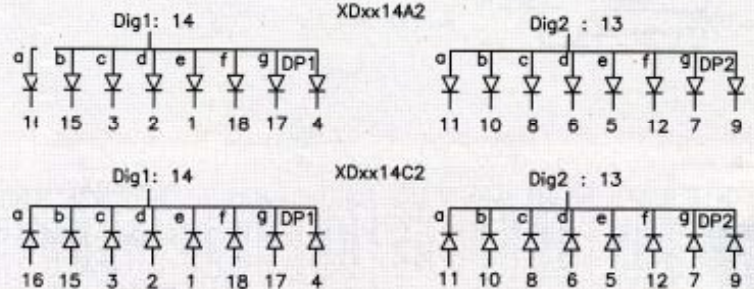 XDxx14A2
Dig1: 14
Dig2 : 13
a b c d e f g DP1
a b c d e f g DP2
15 3 2 1 18 17 4
11 10 8 6 5 12 7 9
XDxx14C2
Dig1: 14
Dig2 : 13
a b c d e f g DP1
a b c d e f g DP2
16 15 3 2 1 18 17 4
11 10 8 6 5 12 7 9